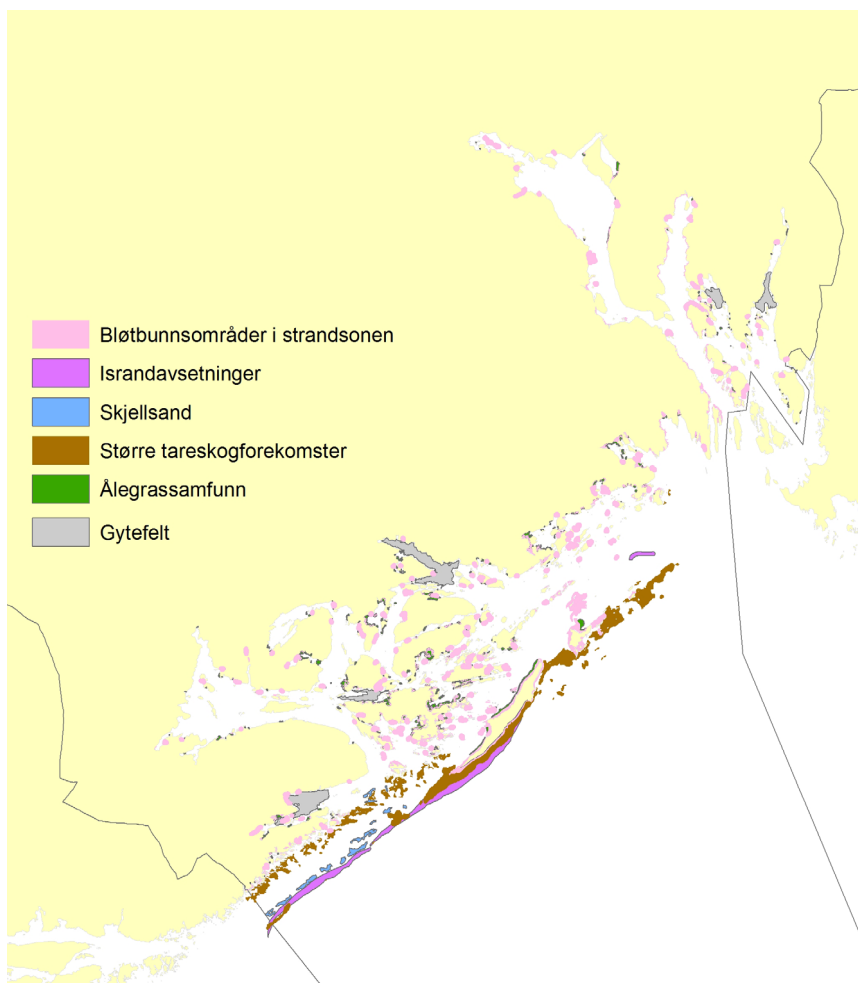 Bløtbunnsområder i strandsonen
Israndavsetninger
Skjellsand
Større tareskogforekomster
Ålegrassamfunn
Gytefelt